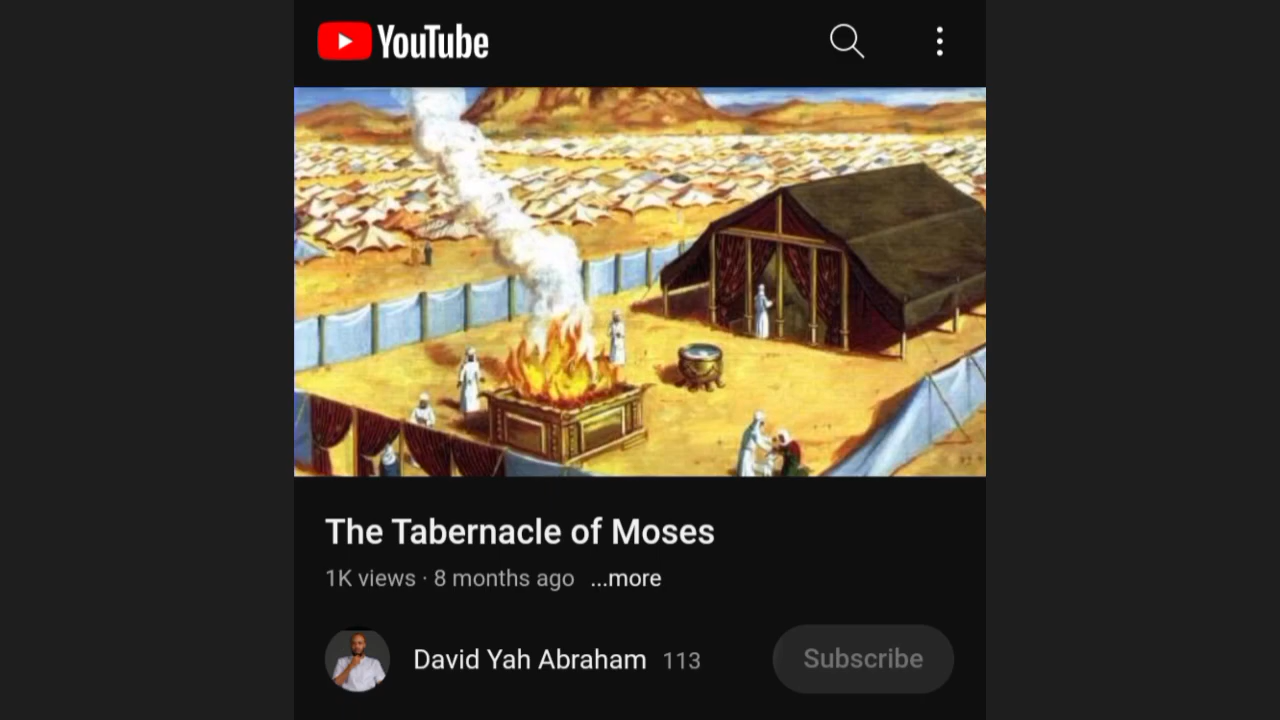 YouTube
The Tabernacle of Moses
1K views · 8 months ago ...more
David Yah Abraham 113 Subscribe